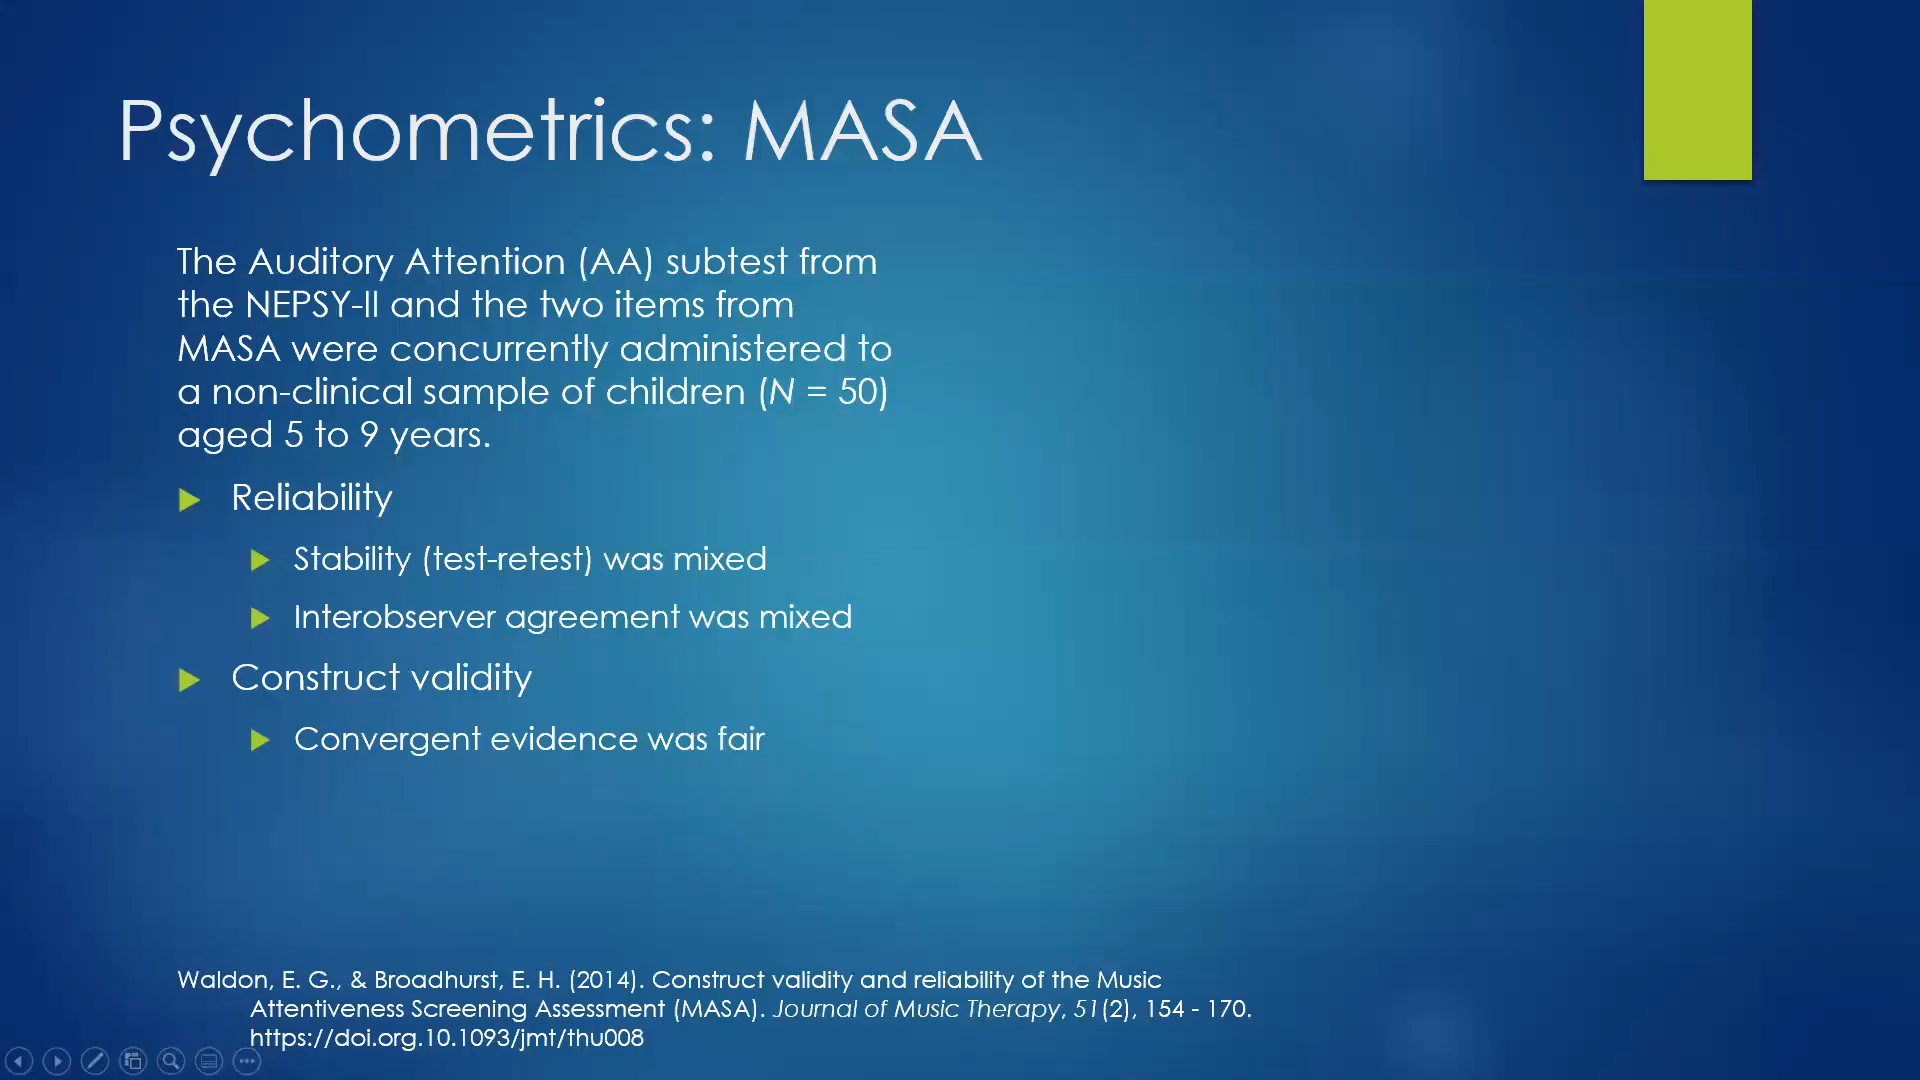 Psychometrics: MASA
The Auditory Attention (AA) subtest from
the NEPSY-II and the two items from
MASA were concurrently administered to
a non-clinical sample of children (N = 50)
aged 5 to 9 years.
Reliability
Stability (test-retest) was mixed
Interobserver agreement was mixed
Construct validity
Convergent evidence was fair
Waldon, E. G., & Broadhurst, E. H. (2014). Construct validity and reliability of the Music
Attentiveness Screening Assessment (MASA). Journal of Music Therapy, 51(2), 154 - 170.
https://doi.org.10.1093/jmt/thu008